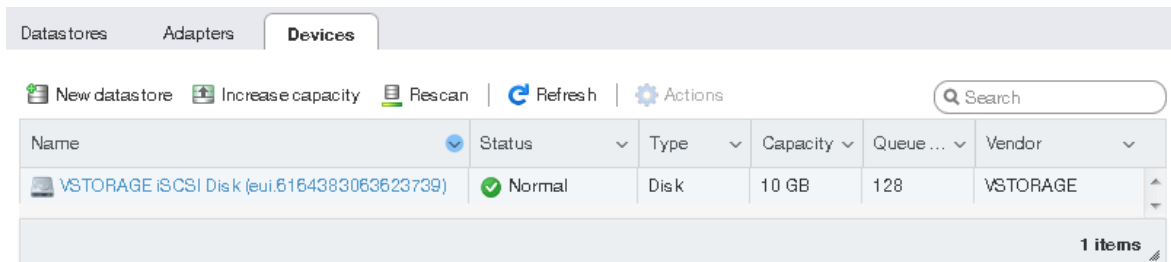 Datastores Adapters Devices
New datastore Increase capacity Rescan Refresh Actions Search
Name Status Type Capacity Queue ... Vendor
VSTORAGE iSCSI Disk (eui.6164383063623739) Normal Disk 10 GB 128 VSTORAGE
1 items